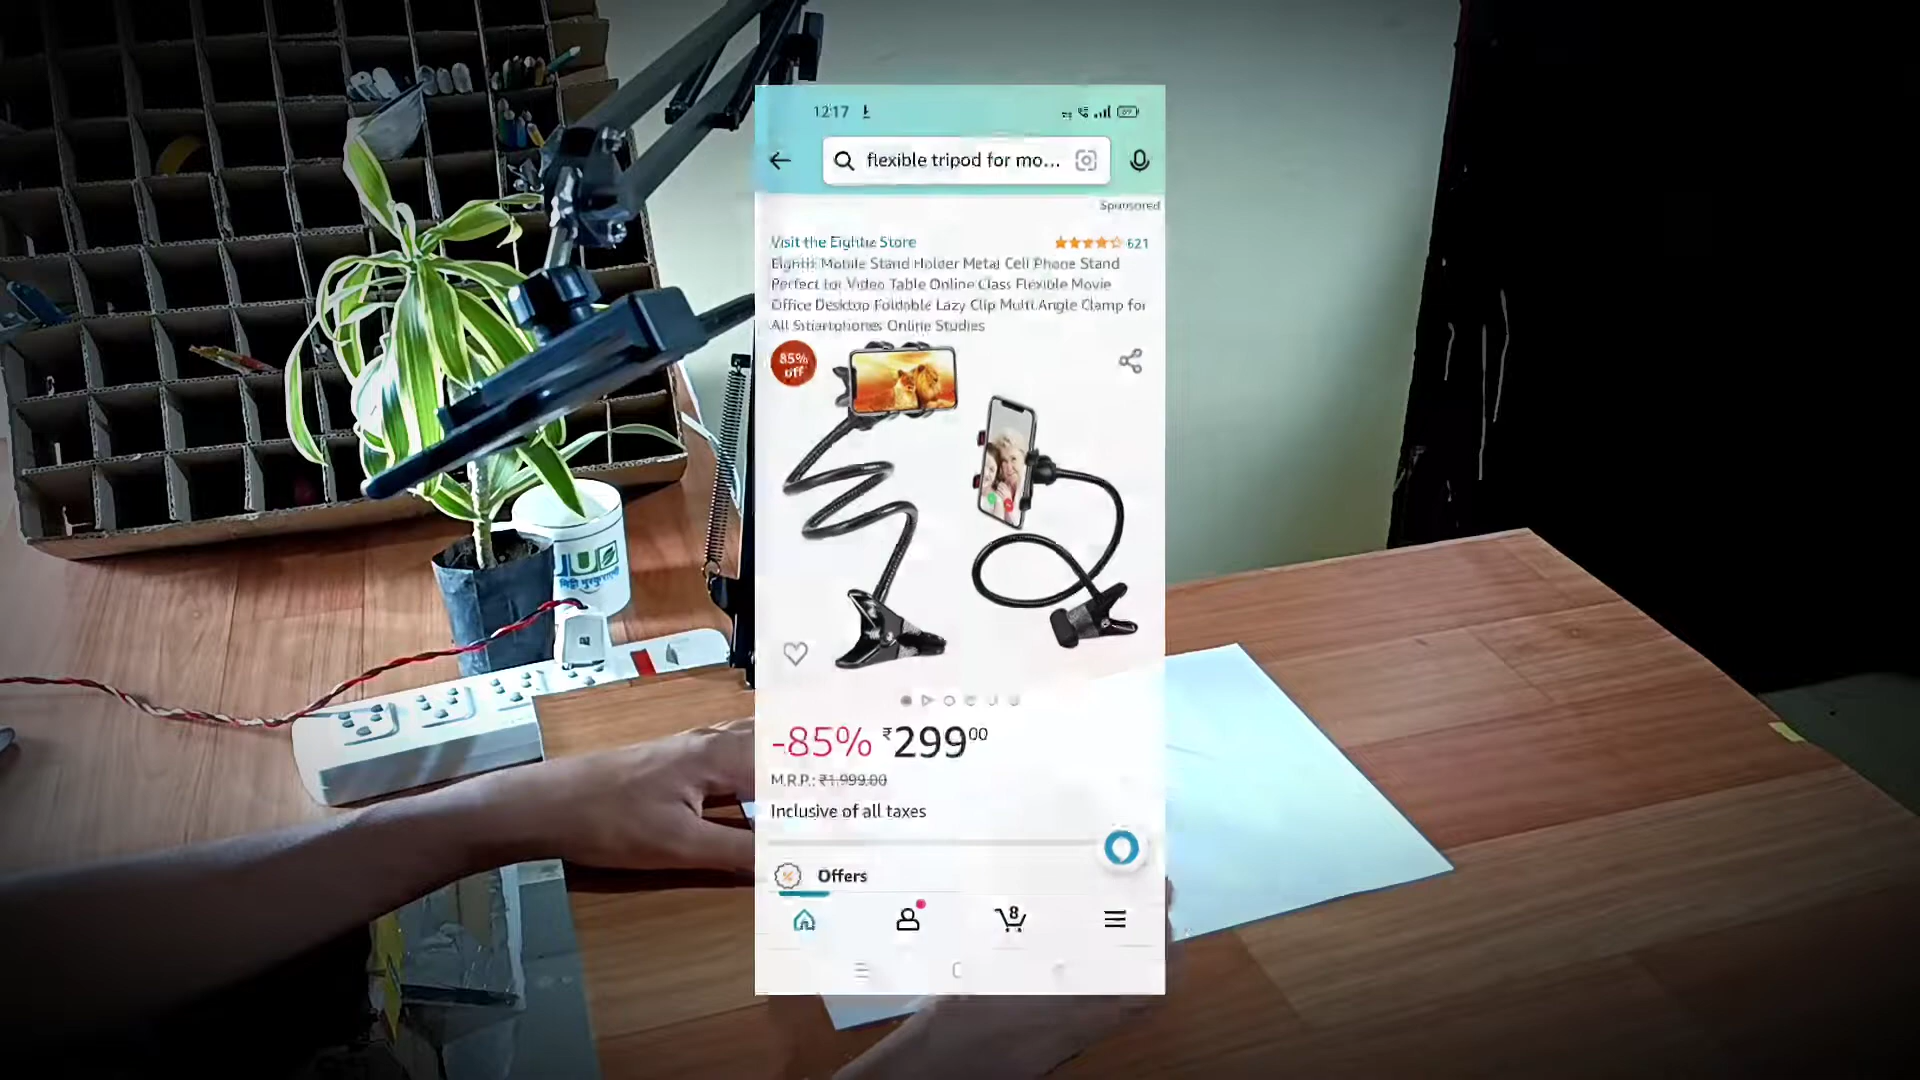 12:17
flexible tripod for mo...
Sponsored
Visit the Eightiz Store
621
Eightiz Mobile Stand Holder Metal Cell Phone Stand
Perfect for Video Table Online Class Flexible Movie
Office Desktop Foldable Lazy Clip Multi Angle Clamp for
All Smartphones Online Studies
85%
off
-85% ₹29900
M.R.P.: ₹1,999.00
Inclusive of all taxes
Offers
8